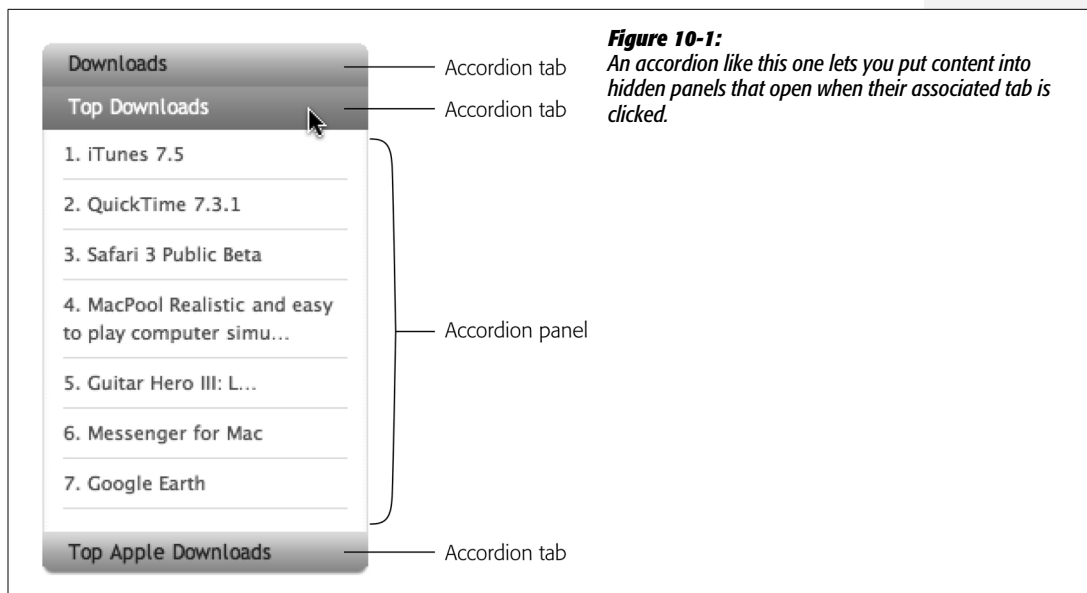 Downloads
Top Downloads
1. iTunes 7.5
2. QuickTime 7.3.1
3. Safari 3 Public Beta
4. MacPool Realistic and easy
to play computer simu...
5. Guitar Hero III: L...
6. Messenger for Mac
7. Google Earth
Top Apple Downloads
Accordion tab
Accordion tab
Accordion panel
Accordion tab
Figure 10-1:
An accordion like this one lets you put content into
hidden panels that open when their associated tab is
clicked.